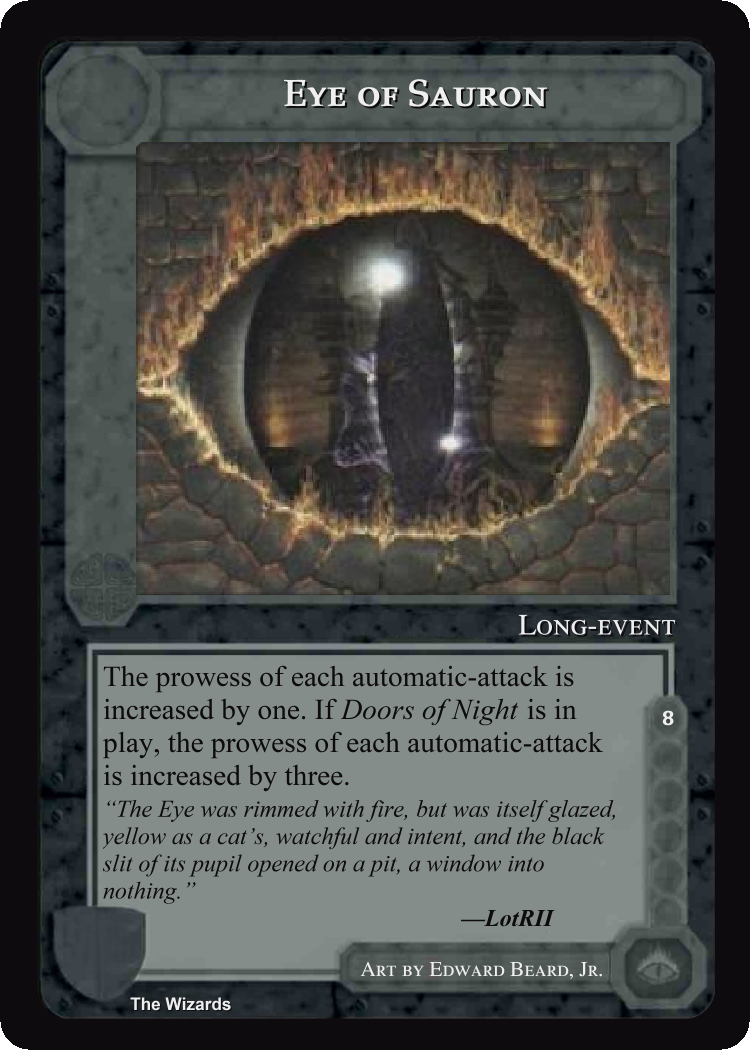 Eye of Sauron
Long-event
The prowess of each automatic-attack is
increased by one. If Doors of Night is in
play, the prowess of each automatic-attack
is increased by three.
8
“The Eye was rimmed with fire, but was itself glazed,
yellow as a cat’s, watchful and intent, and the black
slit of its pupil opened on a pit, a window into
nothing.”
—LotRII
Art by Edward Beard, Jr.
The Wizards